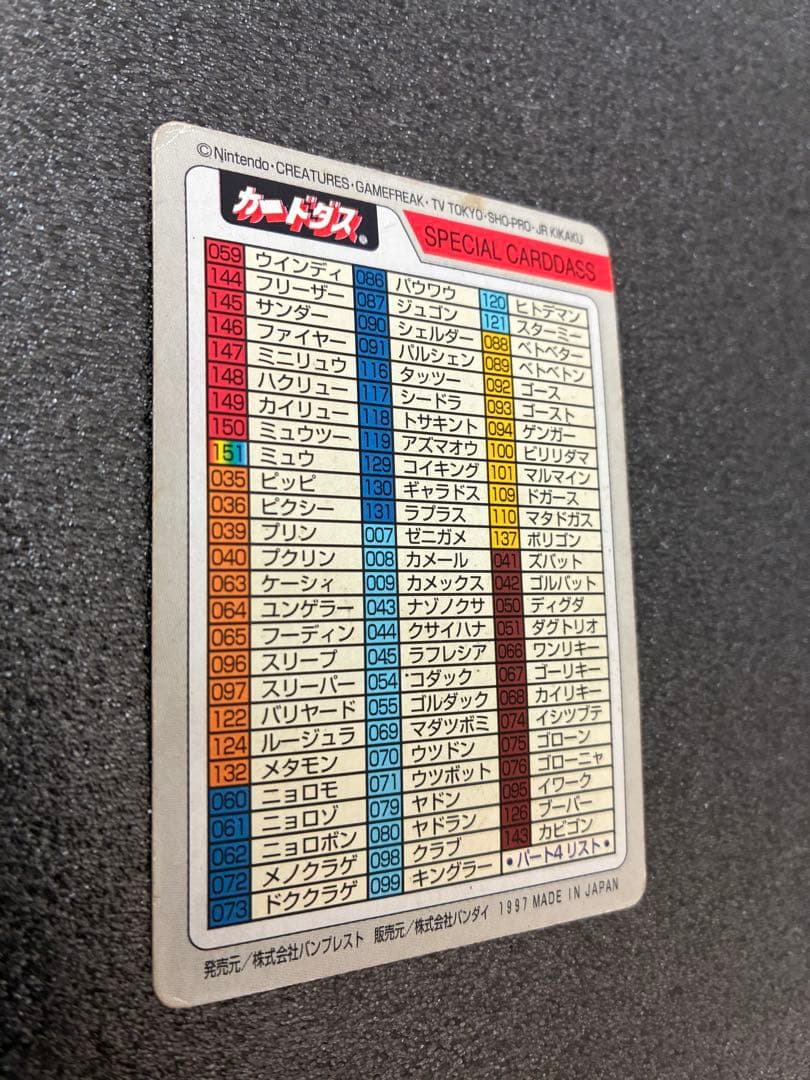 ©Nintendo・CREATURES・GAMEFREAK・TV TOKYO・SHO-PRO・JR KIKAKU
カードダス®
SPECIAL CARDDASS
059 ウインディ
144 フリーザー
145 サンダー
146 ファイヤー
147 ミニリュウ
148 ハクリュー
149 カイリュー
150 ミュウツー
151 ミュウ
035 ピッピ
036 ピクシー
039 プリン
040 プクリン
063 ケーシィ
064 ユンゲラー
065 フーディン
096 スリープ
097 スリーパー
122 バリヤード
124 ルージュラ
132 メタモン
060 ニョロモ
061 ニョロゾ
062 ニョロボン
072 メノクラゲ
073 ドククラゲ
086 パウワウ
087 ジュゴン
090 シェルダー
091 パルシェン
116 タッツー
117 シードラ
118 トサキント
119 アズマオウ
129 コイキング
130 ギャラドス
131 ラプラス
007 ゼニガメ
008 カメール
009 カメックス
043 ナゾノクサ
044 クサイハナ
045 ラフレシア
054 コダック
055 ゴルダック
069 マダツボミ
070 ウツドン
071 ウツボット
079 ヤドン
080 ヤドラン
098 クラブ
099 キングラー
120 ヒトデマン
121 スターミー
088 ベトベター
089 ベトベトン
092 ゴース
093 ゴースト
094 ゲンガー
100 ビリリダマ
101 マルマイン
109 ドガース
110 マタドガス
137 ポリゴン
041 ズバット
042 ゴルバット
050 ディグダ
051 ダグトリオ
066 ワンリキー
067 ゴーリキー
068 カイリキー
074 イシツブテ
075 ゴローン
076 ゴローニャ
095 イワーク
126 ブーバー
143 カビゴン
・パート4 リスト・
発売元／株式会社バンプレスト 販売元／株式会社バンダイ 1997 MADE IN JAPAN